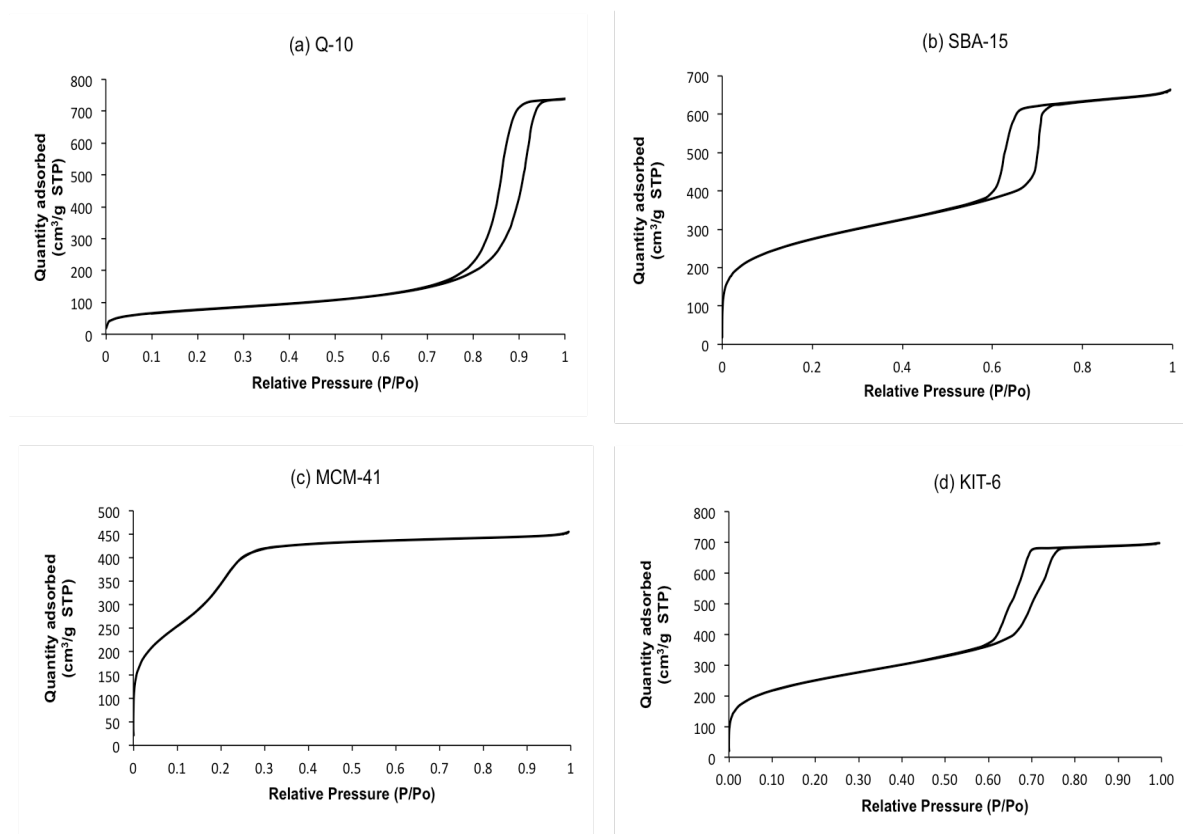 (a) Q-10
Quantity adsorbed
(cm³/g STP)
800
700
600
500
400
300
200
100
0
0 0.1 0.2 0.3 0.4 0.5 0.6 0.7 0.8 0.9 1
Relative Pressure (P/Po)
(b) SBA-15
Quantity adsorbed
(cm³/g STP)
700
600
500
400
300
200
100
0
0 0.2 0.4 0.6 0.8 1
Relative Pressure (P/Po)
(c) MCM-41
Quantity adsorbed
(cm³/g STP)
500
450
400
350
300
250
200
150
100
50
0
0 0.1 0.2 0.3 0.4 0.5 0.6 0.7 0.8 0.9 1
Relative Pressure (P/Po)
(d) KIT-6
Quantity adsorbed
(cm³/g STP)
800
700
600
500
400
300
200
100
0
0.00 0.10 0.20 0.30 0.40 0.50 0.60 0.70 0.80 0.90 1.00
Relative Pressure (P/Po)